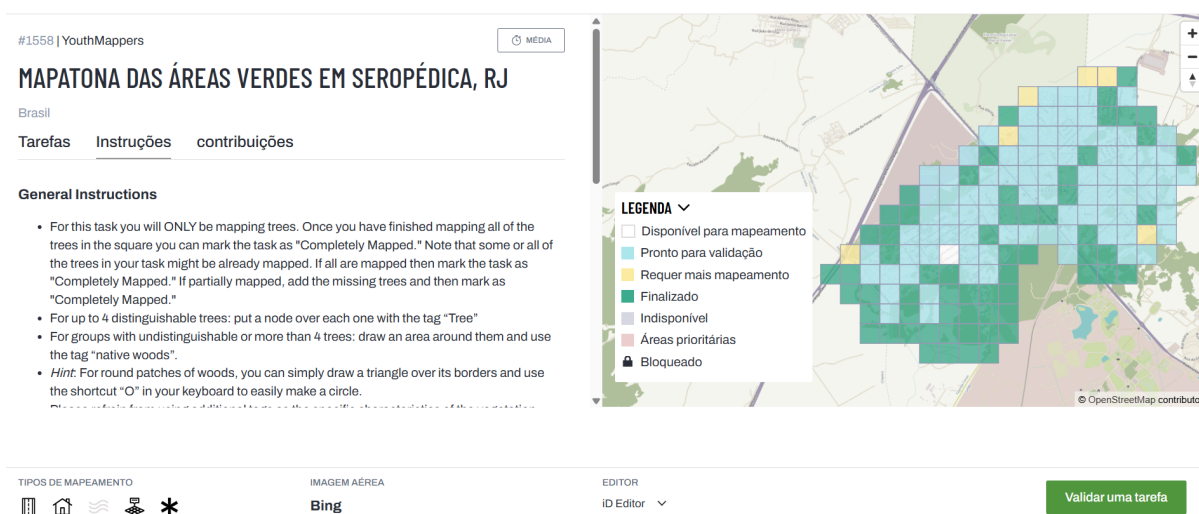 #1558 | YouthMappers
MÉDIA
MAPATONA DAS ÁREAS VERDES EM SEROPÉDICA, RJ
Brasil
Tarefas Instruções contribuições
General Instructions
• For this task you will ONLY be mapping trees. Once you have finished mapping all of the
trees in the square you can mark the task as "Completely Mapped." Note that some or all of
the trees in your task might be already mapped. If all are mapped then mark the task as
"Completely Mapped." If partially mapped, add the missing trees and then mark as
"Completely Mapped."
• For up to 4 distinguishable trees: put a node over each one with the tag “Tree”
• For groups with undistinguishable or more than 4 trees: draw an area around them and use
the tag “native woods”.
• Hint: For round patches of woods, you can simply draw a triangle over its borders and use
the shortcut “O” in your keyboard to easily make a circle.
LEGENDA
Disponível para mapeamento
Pronto para validação
Requer mais mapeamento
Finalizado
Indisponível
Áreas prioritárias
Bloqueado
© OpenStreetMap contributo
TIPOS DE MAPEAMENTO
IMAGEM AÉREA
Bing
EDITOR
iD Editor
Validar uma tarefa